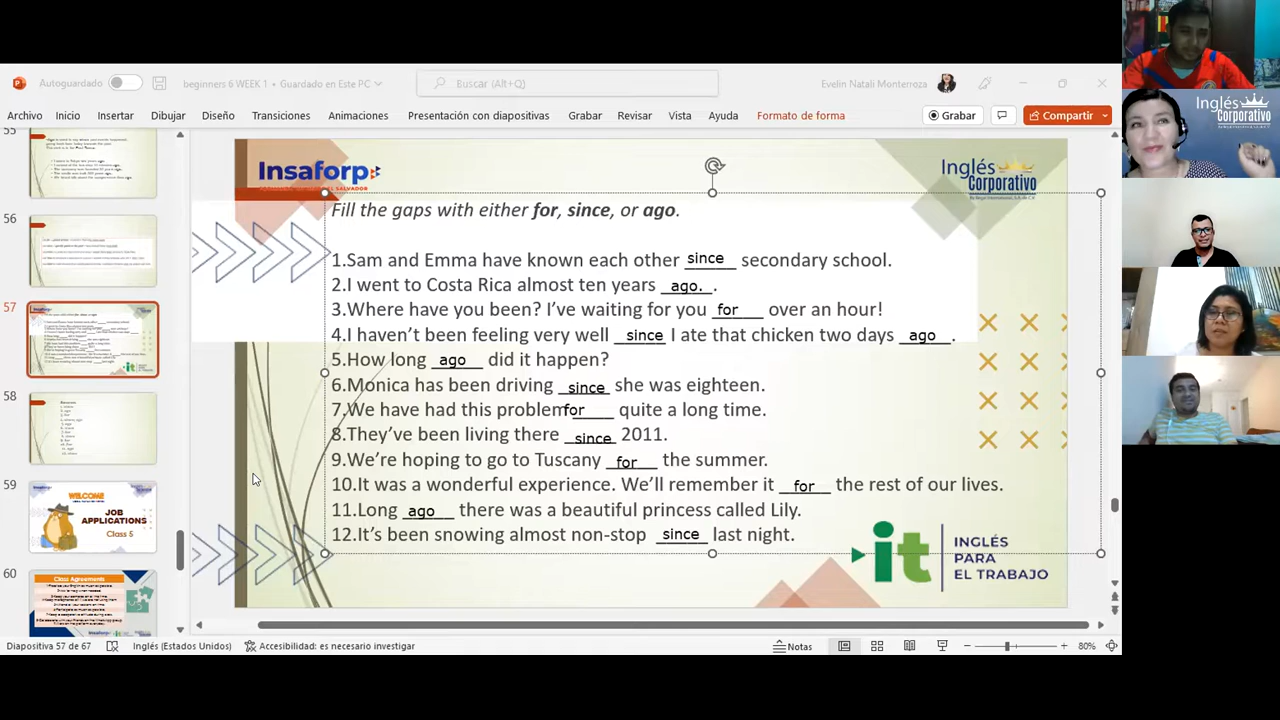 Autoguardado
beginners 6 WEEK 1 • Guardado en Este PC
Buscar (Alt+Q)
Evelin Natali Monterroza
Archivo Inicio Insertar Dibujar Diseño Transiciones Animaciones Presentación con diapositivas Grabar Revisar Vista Ayuda Formato de forma
Grabar
Compartir
Inglés
Corporativo
55
56
57
58
59
WELCOME
JOB
APPLICATIONS
Class 5
60
Class Agreements
Insaforp
Inglés
Corporativo
Fill the gaps with either for, since, or ago.
1.Sam and Emma have known each other since secondary school.
2.I went to Costa Rica almost ten years ago. .
3.Where have you been? I've waiting for you for over an hour!
4.I haven't been feeling very well since I ate that chicken two days ago.
5.How long ago did it happen?
6.Monica has been driving since she was eighteen.
7.We have had this problem for quite a long time.
8.They've been living there since 2011.
9.We're hoping to go to Tuscany for the summer.
10.It was a wonderful experience. We'll remember it for the rest of our lives.
11.Long ago there was a beautiful princess called Lily.
12.It's been snowing almost non-stop since last night.
it
INGLÉS
PARA
EL TRABAJO
Diapositiva 57 de 67 Inglés (Estados Unidos) Accesibilidad: es necesario investigar
Notas
80%